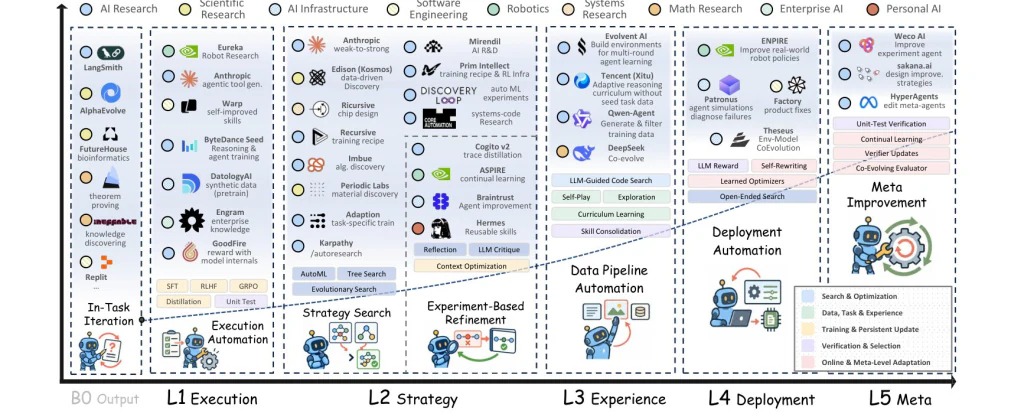 AI Research
Scientific
Research
AI Infrastructure
Software
Engineering
Robotics
Systems
Research
Math Research
Enterprise AI
Personal AI
LangSmith
AlphaEvolve
FutureHouse
bioinformatics
theorem
proving
knowledge
discovering
Replit
...
In-Task
Iteration
B0 Output
Eureka
Robot Research
Anthropic
agentic tool gen.
Warp
self-improved
skills
ByteDance Seed
Reasoning &
agent training
DatologyAI
synthetic data
(pretrain)
Engram
enterprise
knowledge
GoodFire
reward with
model internals
SFT
RLHF
GRPO
Distillation
Unit Test
Execution
Automation
L1 Execution
Anthropic
weak-to-strong
Edison (Kosmos)
data-driven
Discovery
Ricursive
chip design
Recursive
training recipe
Imbue
alg. discovery
Periodic Labs
material discovery
Adaption
task-specific train
Karpathy
/autoresearch
AutoML
Tree Search
Evolutionary Search
Strategy Search
Mirendil
AI R&D
Prim Intellect
training recipe & RL Infra
DISCOVERY
LOOP
auto ML
experiments
CORE
AUTOMATION
systems-code
Research
Cogito v2
trace distillation
ASPIRE
continual learning
Braintrust
Agent improvement
Hermes
Reusable skills
Reflection
LLM Critique
Context Optimization
Experiment-Based
Refinement
L2 Strategy
Evolvent AI
Build environments
for multi-round
agent learning
Tencent (Xitu)
Adaptive reasoning
curriculum without
seed task data
Qwen-Agent
Generate & filter
training data
DeepSeek
Co-evolve
LLM-Guided Code Search
Self-Play
Exploration
Curriculum Learning
Skill Consolidation
Data Pipeline
Automation
L3 Experience
ENPIRE
Improve real-world
robot policies
Patronus
agent simulations
diagnose failures
Factory
product fixes
Theseus
Env-Model
CoEvolution
LLM Reward
Self-Rewriting
Learned Optimizers
Open-Ended Search
Deployment
Automation
L4 Deployment
Weco AI
Improve
experiment agent
sakana.ai
design improve.
strategies
HyperAgents
edit meta-agents
Unit-Test Verification
Continual Learning
Verifier Updates
Co-Evolving Evaluator
Meta
Improvement
Search & Optimization
Data, Task & Experience
Training & Persistent Update
Verification & Selection
Online & Meta-Level Adaptation
L5 Meta